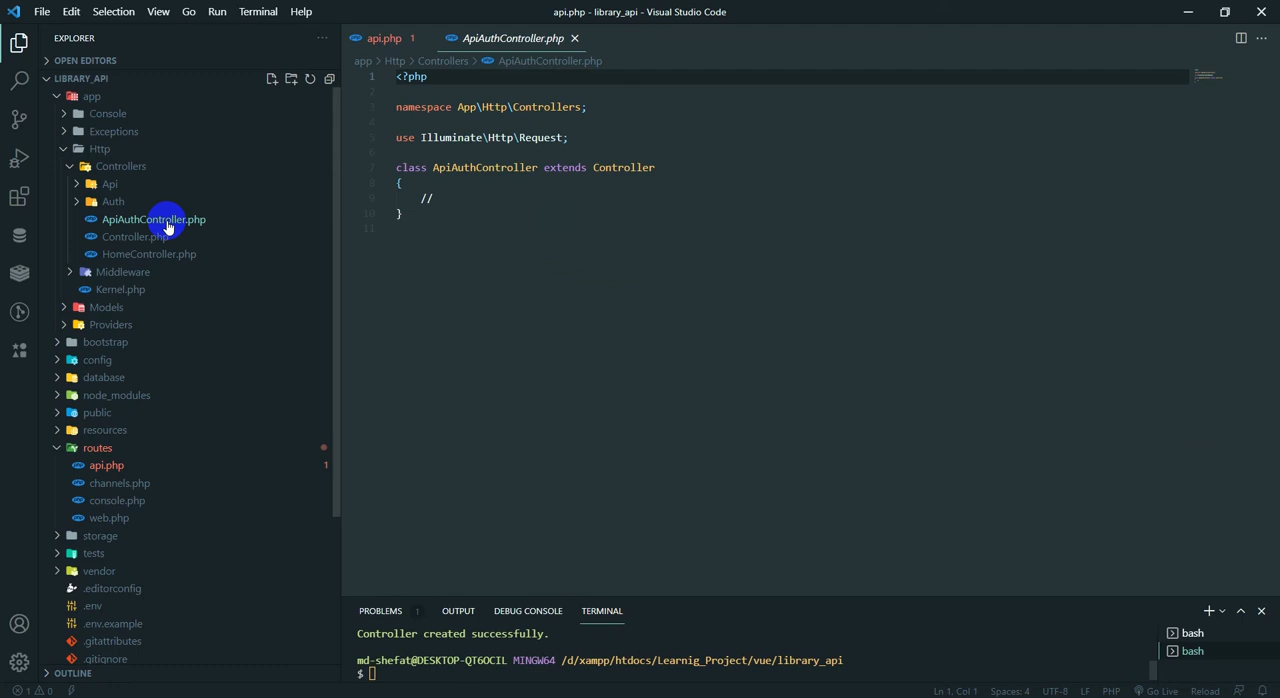 File Edit Selection View Go Run Terminal Help
api.php - library_api - Visual Studio Code
EXPLORER
OPEN EDITORS
LIBRARY_API
app
Console
Exceptions
Http
Controllers
Api
Auth
ApiAuthController.php
Controller.php
HomeController.php
Middleware
Kernel.php
Models
Providers
bootstrap
config
database
node_modules
public
resources
routes
api.php 1
channels.php
console.php
web.php
storage
tests
vendor
.editorconfig
.env
.env.example
.gitattributes
.gitignore
OUTLINE
api.php 1 ApiAuthController.php
app > Http > Controllers > ApiAuthController.php
1 <?php
2
3 namespace App\Http\Controllers;
4
5 use Illuminate\Http\Request;
6
7 class ApiAuthController extends Controller
8 {
9 //
10 }
11
PROBLEMS 1 OUTPUT DEBUG CONSOLE TERMINAL
Controller created successfully.
md-shefat@DESKTOP-QT6OCIL MINGW64 /d/xampp/htdocs/Learnig_Project/vue/library_api
$
bash
bash
1 0 Ln 1, Col 1 Spaces: 4 UTF-8 LF PHP Go Live Reload